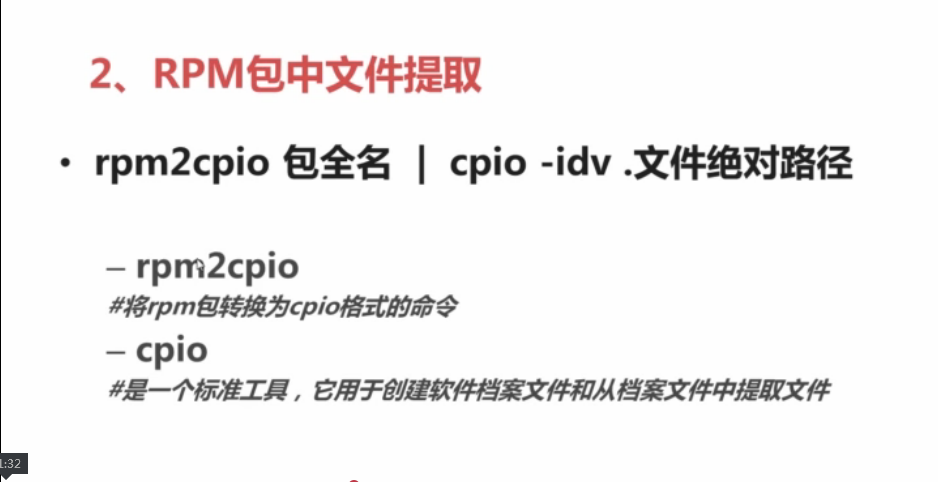 2、RPM包中文件提取
• rpm2cpio 包全名 | cpio -idv .文件绝对路径
– rpm2cpio
#将rpm包转换为cpio格式的命令
– cpio
#是一个标准工具，它用于创建软件档案文件和从档案文件中提取文件
1:32